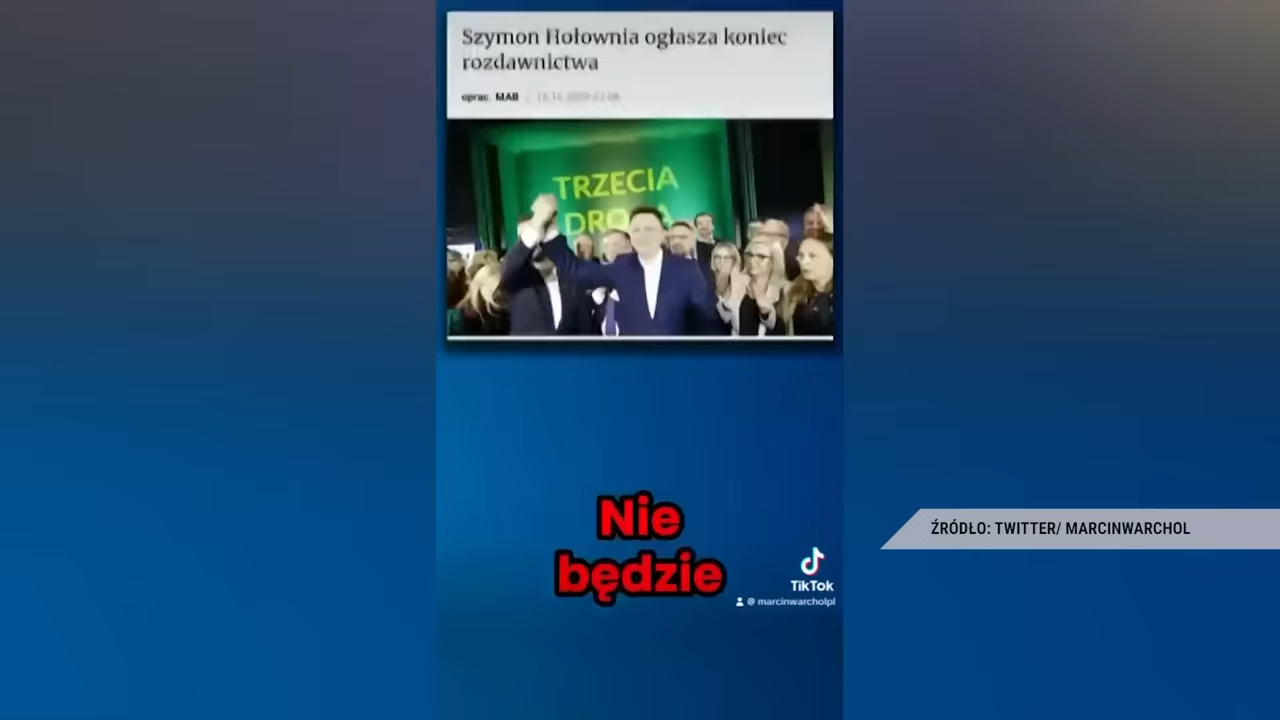 Szymon Hołownia ogłasza koniec
rozdawnictwa
oprac. MAB
TRZECIA
Nie
będzie
ŹRÓDŁO: TWITTER/ MARCINWARCHOL
TikTok
@ marcinwarcholpl